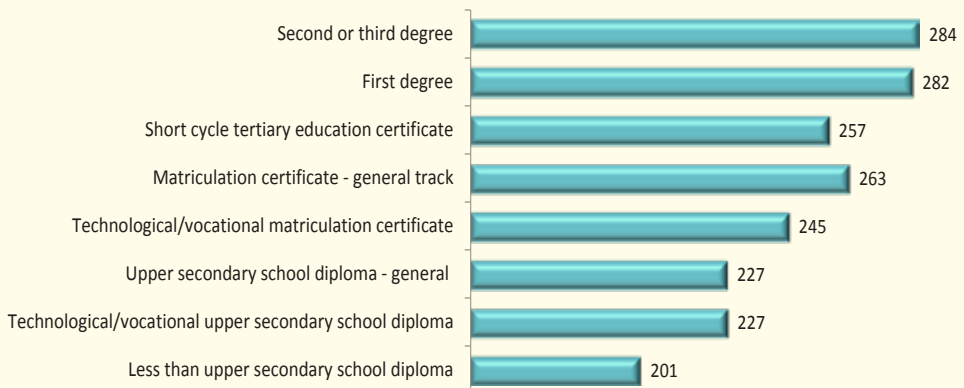 Second or third degree 284
First degree 282
Short cycle tertiary education certificate 257
Matriculation certificate - general track 263
Technological/vocational matriculation certificate 245
Upper secondary school diploma - general 227
Technological/vocational upper secondary school diploma 227
Less than upper secondary school diploma 201